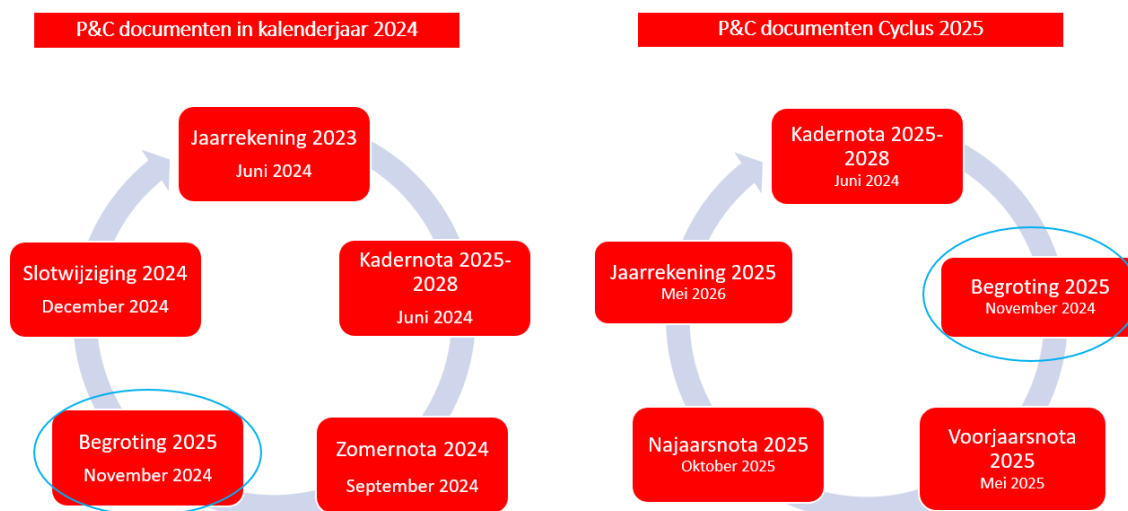 P&C documenten in kalenderjaar 2024
Jaarrekening 2023
Juni 2024
Kadernota 2025-
2028
Juni 2024
Zomernota 2024
September 2024
Begroting 2025
November 2024
Slotwijziging 2024
December 2024
P&C documenten Cyclus 2025
Kadernota 2025-
2028
Juni 2024
Begroting 2025
November 2024
Voorjaarsnota
2025
Mei 2025
Najaarsnota 2025
Oktober 2025
Jaarrekening 2025
Mei 2026